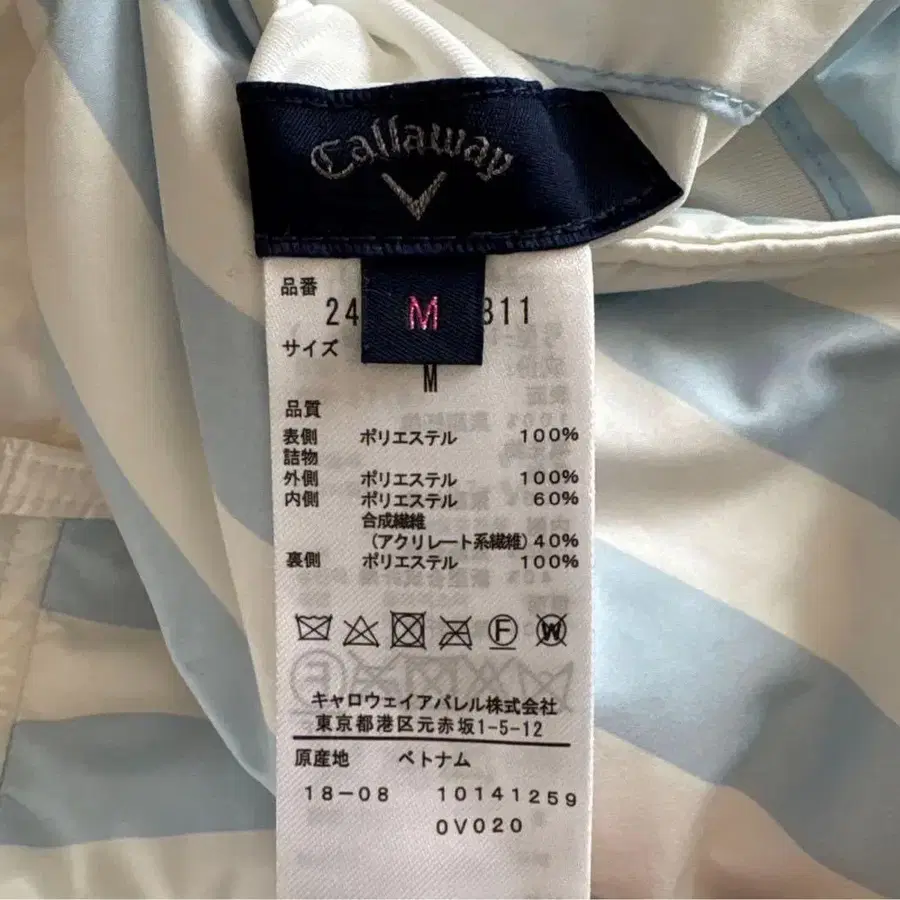 Callaway
品番
24 811
M
サイズ
M
品質
表側 ポリエステル 100%
詰物
外側 ポリエステル 100%
内側 ポリエステル 60%
合成繊維
(アクリレート系繊維) 40%
裏側 ポリエステル 100%
F W
キャロウェイアパレル株式会社
東京都港区元赤坂1-5-12
原産地 ベトナム
18-08 10141259
0V020